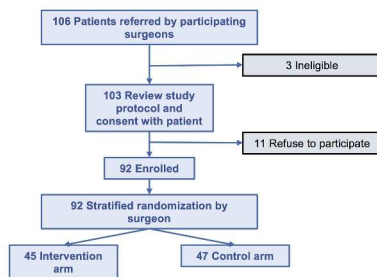 106 Patients referred by participating
surgeons
3 Ineligible
103 Review study
protocol and
consent with patient
11 Refuse to participate
92 Enrolled
92 Stratified randomization by
surgeon
45 Intervention
arm
47 Control arm